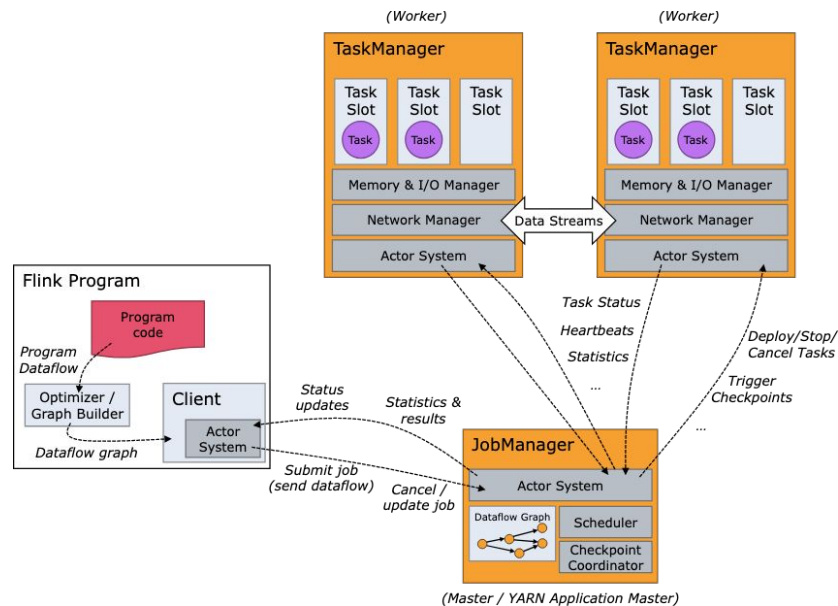 (Worker)
(Worker)
TaskManager
TaskManager
Task
Slot
Task
Task
Slot
Task
Task
Slot
Task
Slot
Task
Task
Slot
Task
Task
Slot
Memory & I/O Manager
Memory & I/O Manager
Network Manager
Data Streams
Network Manager
Actor System
Actor System
Flink Program
Program
code
Program
Dataflow
Optimizer /
Graph Builder
Dataflow graph
Client
Actor
System
Task Status
Heartbeats
Statistics
...
Deploy/Stop/
Cancel Tasks
Trigger
Checkpoints
...
Status
updates
Statistics &
results
Submit job
(send dataflow)
Cancel /
update job
JobManager
Actor System
Dataflow Graph
Scheduler
Checkpoint
Coordinator
(Master / YARN Application Master)